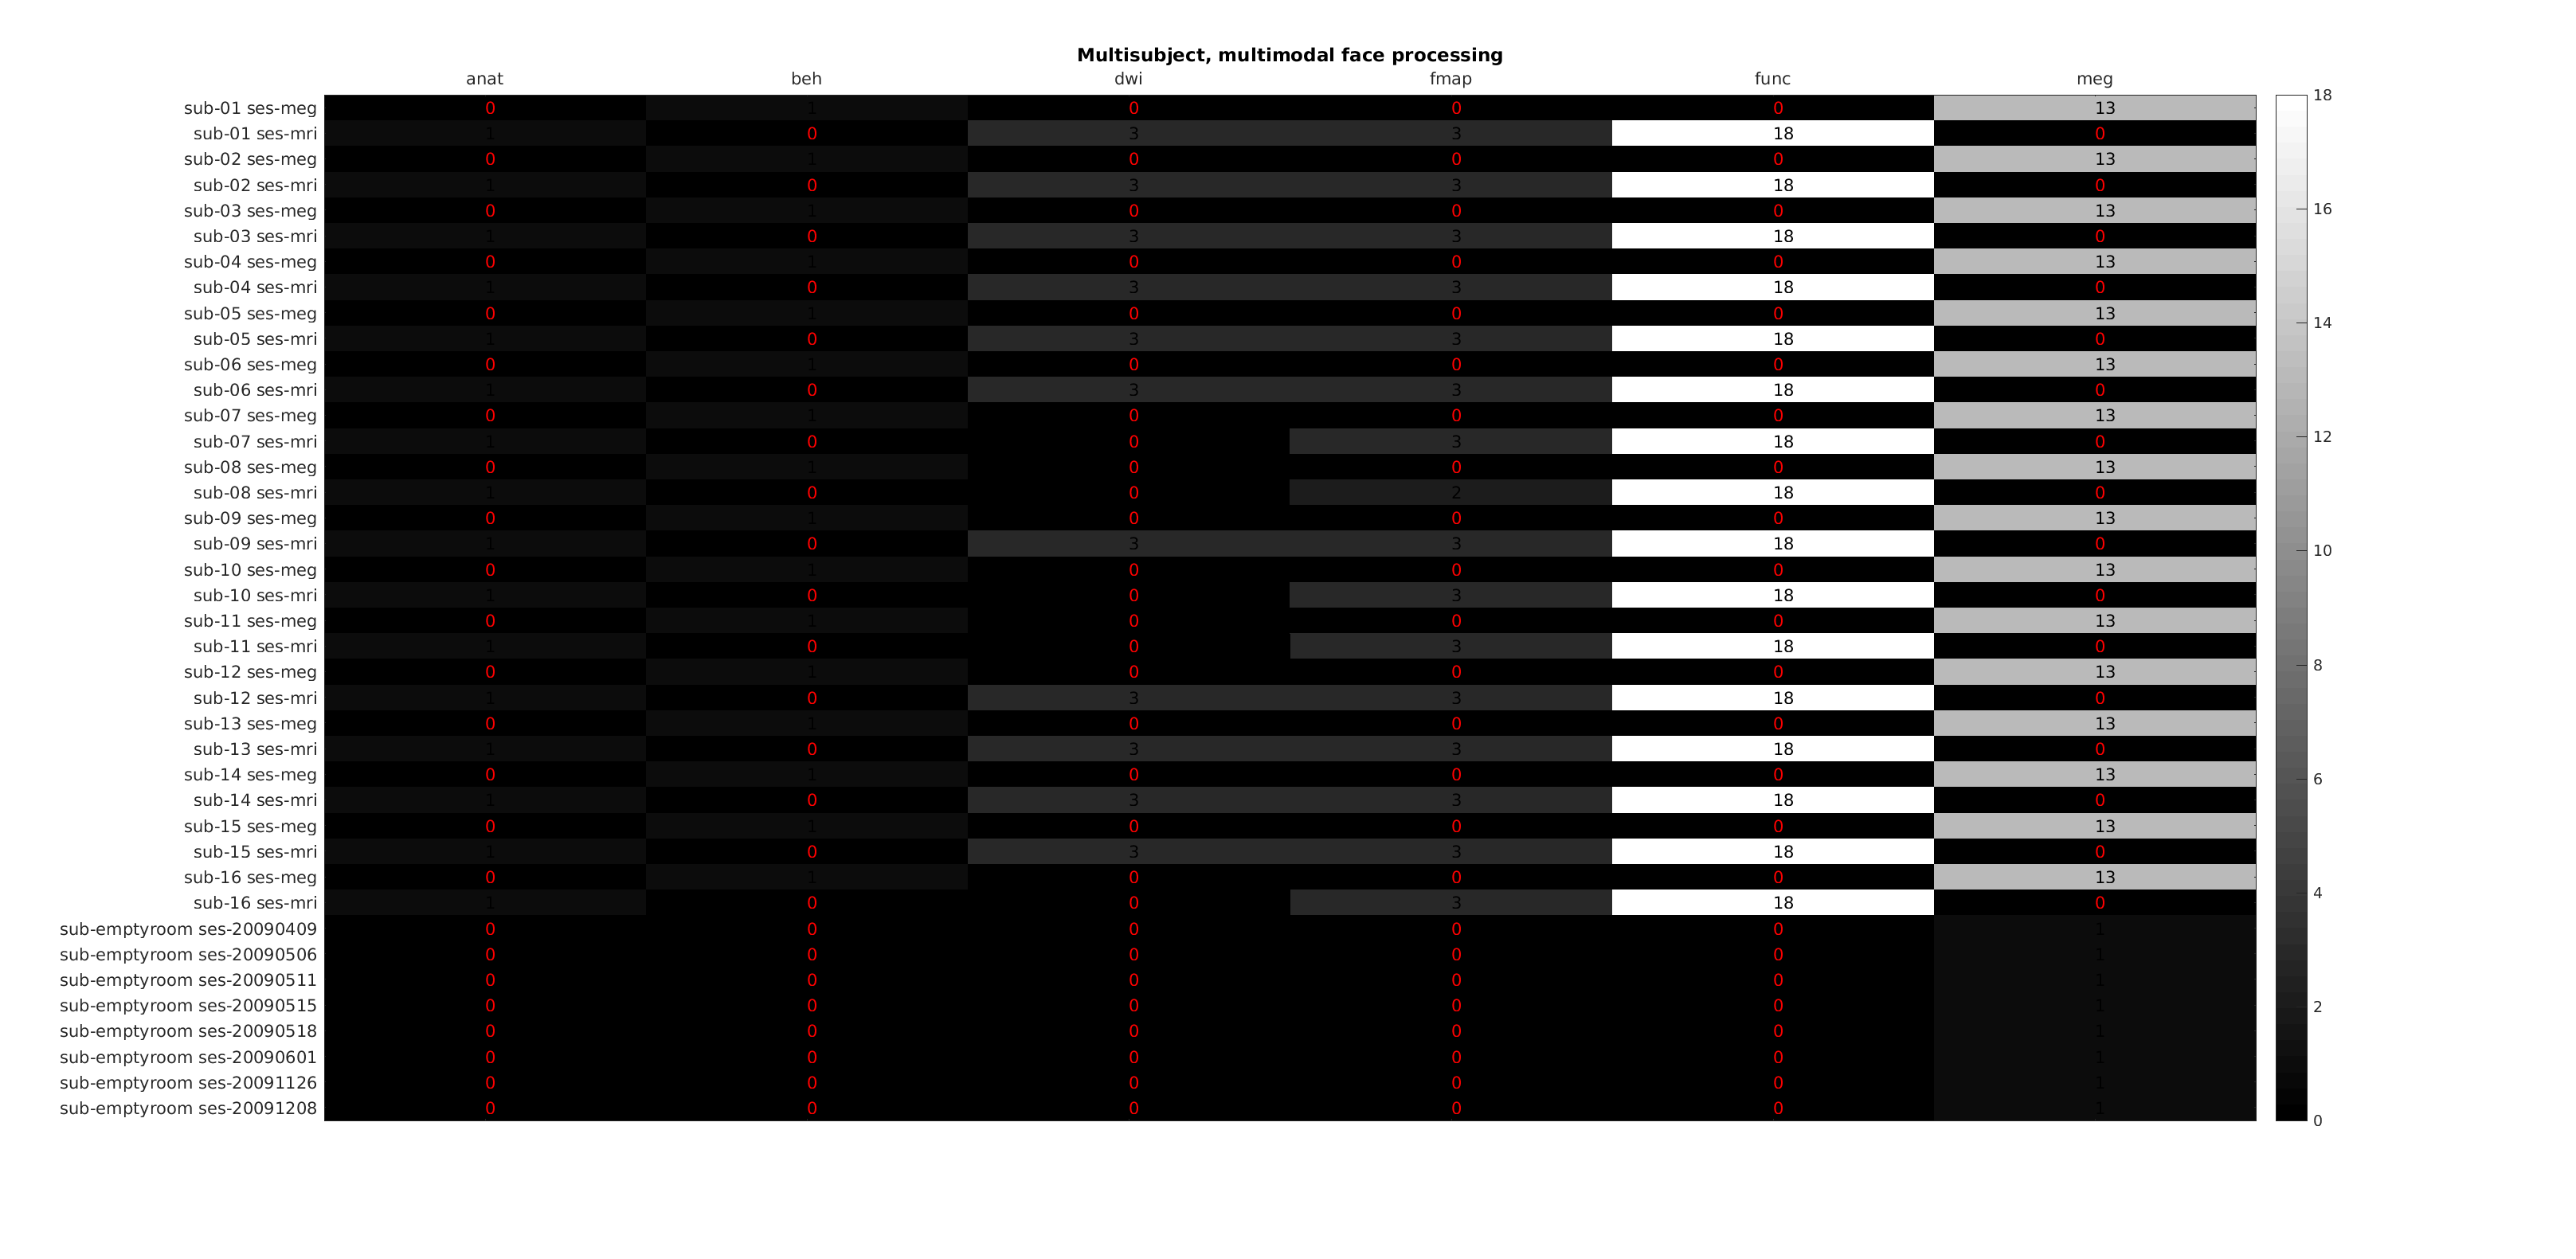 Multisubject, multimodal face processing
anat beh dwi fmap func meg
sub-01 ses-meg 0 1 0 0 0 13
sub-01 ses-mri 1 0 3 3 18 0
sub-02 ses-meg 0 1 0 0 0 13
sub-02 ses-mri 1 0 3 3 18 0
sub-03 ses-meg 0 1 0 0 0 13
sub-03 ses-mri 1 0 3 3 18 0
sub-04 ses-meg 0 1 0 0 0 13
sub-04 ses-mri 1 0 3 3 18 0
sub-05 ses-meg 0 1 0 0 0 13
sub-05 ses-mri 1 0 3 3 18 0
sub-06 ses-meg 0 1 0 0 0 13
sub-06 ses-mri 1 0 3 3 18 0
sub-07 ses-meg 0 1 0 0 0 13
sub-07 ses-mri 1 0 0 3 18 0
sub-08 ses-meg 0 1 0 0 0 13
sub-08 ses-mri 1 0 0 2 18 0
sub-09 ses-meg 0 1 0 0 0 13
sub-09 ses-mri 1 0 3 3 18 0
sub-10 ses-meg 0 1 0 0 0 13
sub-10 ses-mri 1 0 0 3 18 0
sub-11 ses-meg 0 1 0 0 0 13
sub-11 ses-mri 1 0 0 3 18 0
sub-12 ses-meg 0 1 0 0 0 13
sub-12 ses-mri 1 0 3 3 18 0
sub-13 ses-meg 0 1 0 0 0 13
sub-13 ses-mri 1 0 3 3 18 0
sub-14 ses-meg 0 1 0 0 0 13
sub-14 ses-mri 1 0 3 3 18 0
sub-15 ses-meg 0 1 0 0 0 13
sub-15 ses-mri 1 0 3 3 18 0
sub-16 ses-meg 0 1 0 0 0 13
sub-16 ses-mri 1 0 0 3 18 0
sub-emptyroom ses-20090409 0 0 0 0 0 1
sub-emptyroom ses-20090506 0 0 0 0 0 1
sub-emptyroom ses-20090511 0 0 0 0 0 1
sub-emptyroom ses-20090515 0 0 0 0 0 1
sub-emptyroom ses-20090518 0 0 0 0 0 1
sub-emptyroom ses-20090601 0 0 0 0 0 1
sub-emptyroom ses-20091126 0 0 0 0 0 1
sub-emptyroom ses-20091208 0 0 0 0 0 1
18
16
14
12
10
8
6
4
2
0